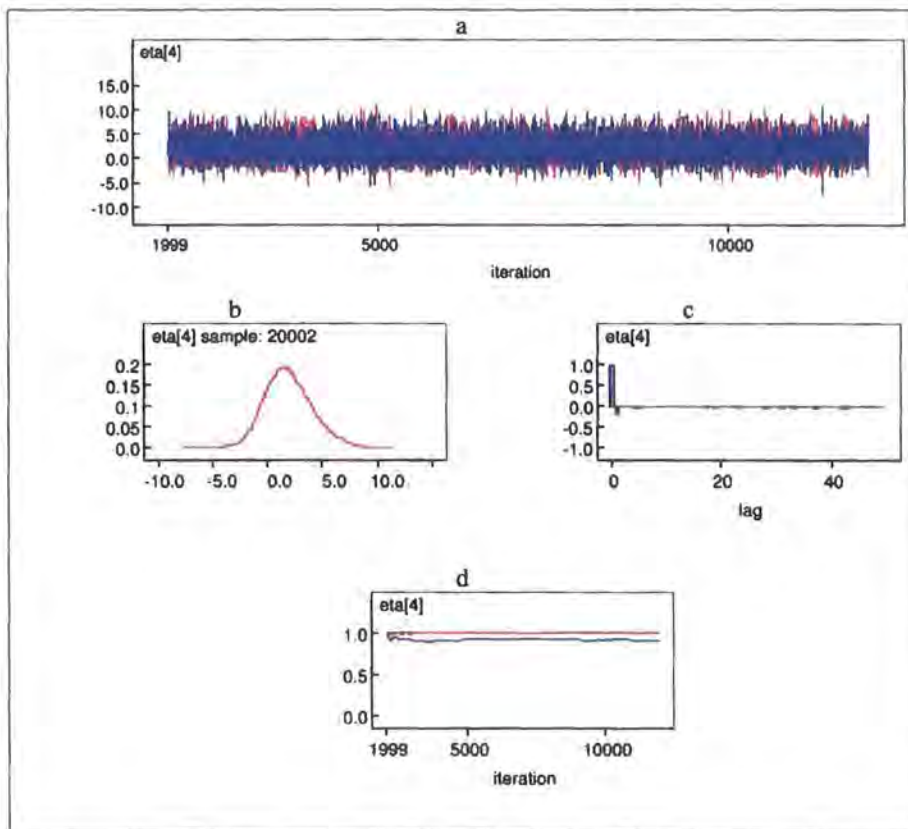 a
eta[4]
15.0
10.0
5.0
0.0
-5.0
-10.0
1999 5000 10000
iteration
b
eta[4] sample: 20002
0.2
0.15
0.1
0.05
0.0
-10.0 -5.0 0.0 5.0 10.0
c
eta[4]
1.0
0.5
0.0
-0.5
-1.0
0 20 40
lag
d
eta[4]
1.0
0.5
0.0
1999 5000 10000
iteration